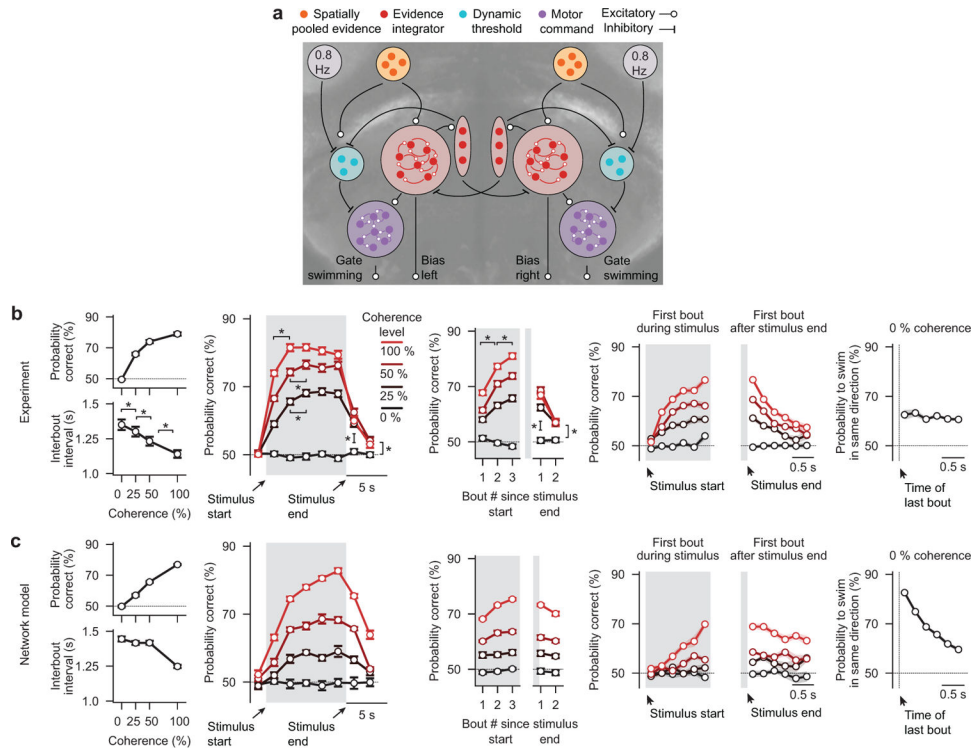 a
Spatially
pooled evidence
Evidence
integrator
Dynamic
threshold
Motor
command
Excitatory
Inhibitory
0.8
Hz
0.8
Hz
Gate
swimming
Bias
left
Bias
right
Gate
swimming
b
Experiment
Probability
correct (%)
90
70
50
Interbout
interval (s)
1.50
1.25
1.0
* * *
0 25 50 100
Coherence (%)
Probability correct (%)
90
70
50
* * * * *
Coherence
level
100 %
50 %
25 %
0 %
Stimulus
start
Stimulus
end
5 s
Probability correct (%)
90
70
50
* * * *
1 2 3 1 2
Bout # since stimulus
start end
First bout
during stimulus
First bout
after stimulus end
Probability correct (%)
90
70
50
Stimulus start
Stimulus end
0.5 s
0 % coherence
Probability to swim
in same direction (%)
90
70
50
0.5 s
Time of
last bout
c
Network model
Probability
correct (%)
90
70
50
Interbout
interval (s)
1.50
1.25
1.0
0 25 50 100
Coherence (%)
Probability correct (%)
90
70
50
Stimulus
start
Stimulus
end
5 s
Probability correct (%)
90
70
50
1 2 3 1 2
Bout # since stimulus
start end
First bout
during stimulus
First bout
after stimulus end
Probability correct (%)
90
70
50
Stimulus start
Stimulus end
0.5 s
0 % coherence
Probability to swim
in same direction (%)
90
70
50
0.5 s
Time of
last bout